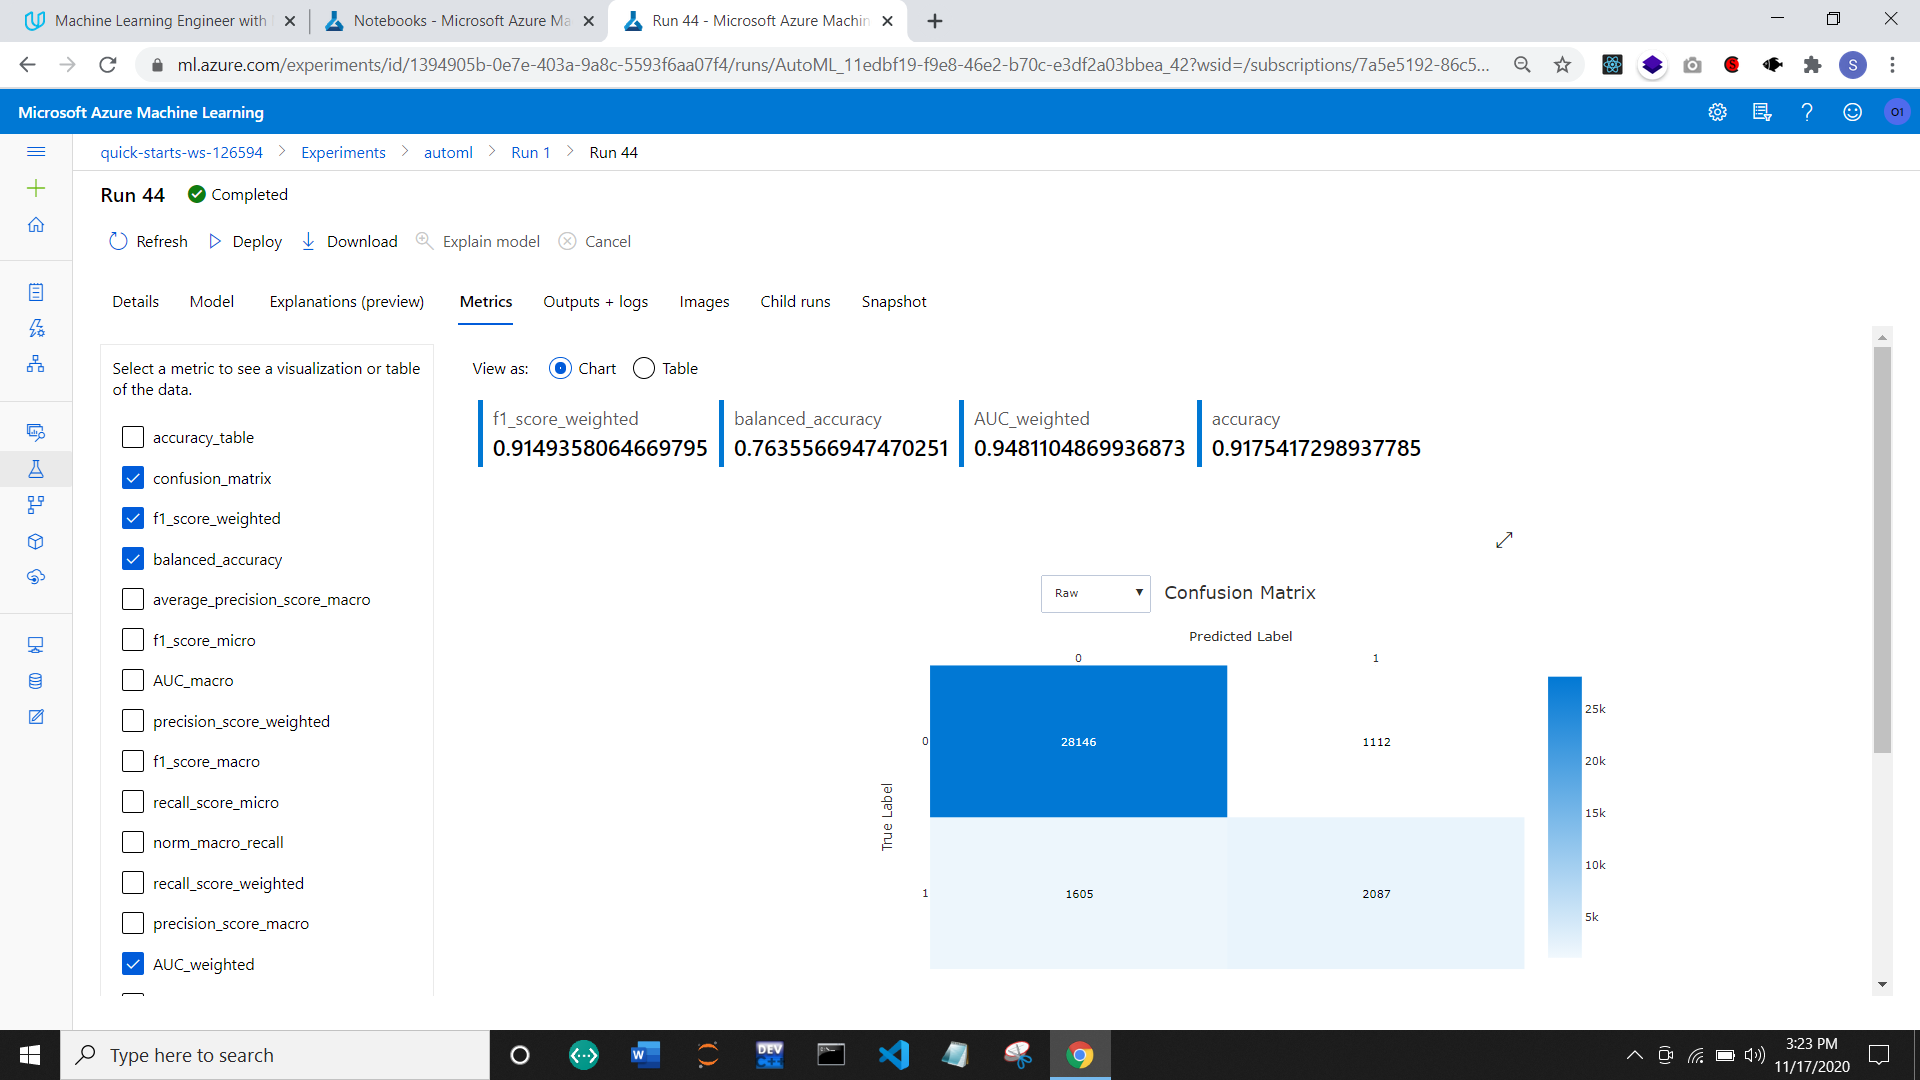 Machine Learning Engineer with
Notebooks - Microsoft Azure Ma
Run 44 - Microsoft Azure Machin
ml.azure.com/experiments/id/1394905b-0e7e-403a-9a8c-5593f6aa07f4/runs/AutoML_11edbf19-f9e8-46e2-b70c-e3df2a03bbea_42?wsid=/subscriptions/7a5e5192-86c5...
S
Microsoft Azure Machine Learning
O1
quick-starts-ws-126594 > Experiments > automl > Run 1 > Run 44
Run 44 Completed
Refresh Deploy Download Explain model Cancel
Details Model Explanations (preview) Metrics Outputs + logs Images Child runs Snapshot
Select a metric to see a visualization or table
of the data.
accuracy_table
confusion_matrix
f1_score_weighted
balanced_accuracy
average_precision_score_macro
f1_score_micro
AUC_macro
precision_score_weighted
f1_score_macro
recall_score_micro
norm_macro_recall
recall_score_weighted
precision_score_macro
AUC_weighted
View as: Chart Table
f1_score_weighted
0.9149358064669795
balanced_accuracy
0.7635566947470251
AUC_weighted
0.9481104869936873
accuracy
0.9175417298937785
Raw
Confusion Matrix
Predicted Label
0 1
True Label
0 28146 1112
1 1605 2087
25k
20k
15k
10k
5k
Type here to search
DEV
C++
3:23 PM
11/17/2020